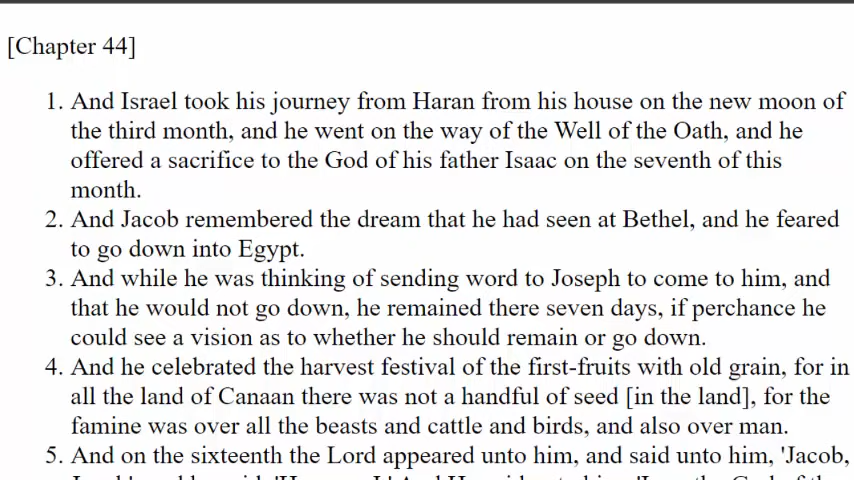 [Chapter 44]
1. And Israel took his journey from Haran from his house on the new moon of
the third month, and he went on the way of the Well of the Oath, and he
offered a sacrifice to the God of his father Isaac on the seventh of this
month.
2. And Jacob remembered the dream that he had seen at Bethel, and he feared
to go down into Egypt.
3. And while he was thinking of sending word to Joseph to come to him, and
that he would not go down, he remained there seven days, if perchance he
could see a vision as to whether he should remain or go down.
4. And he celebrated the harvest festival of the first-fruits with old grain, for in
all the land of Canaan there was not a handful of seed [in the land], for the
famine was over all the beasts and cattle and birds, and also over man.
5. And on the sixteenth the Lord appeared unto him, and said unto him, 'Jacob,